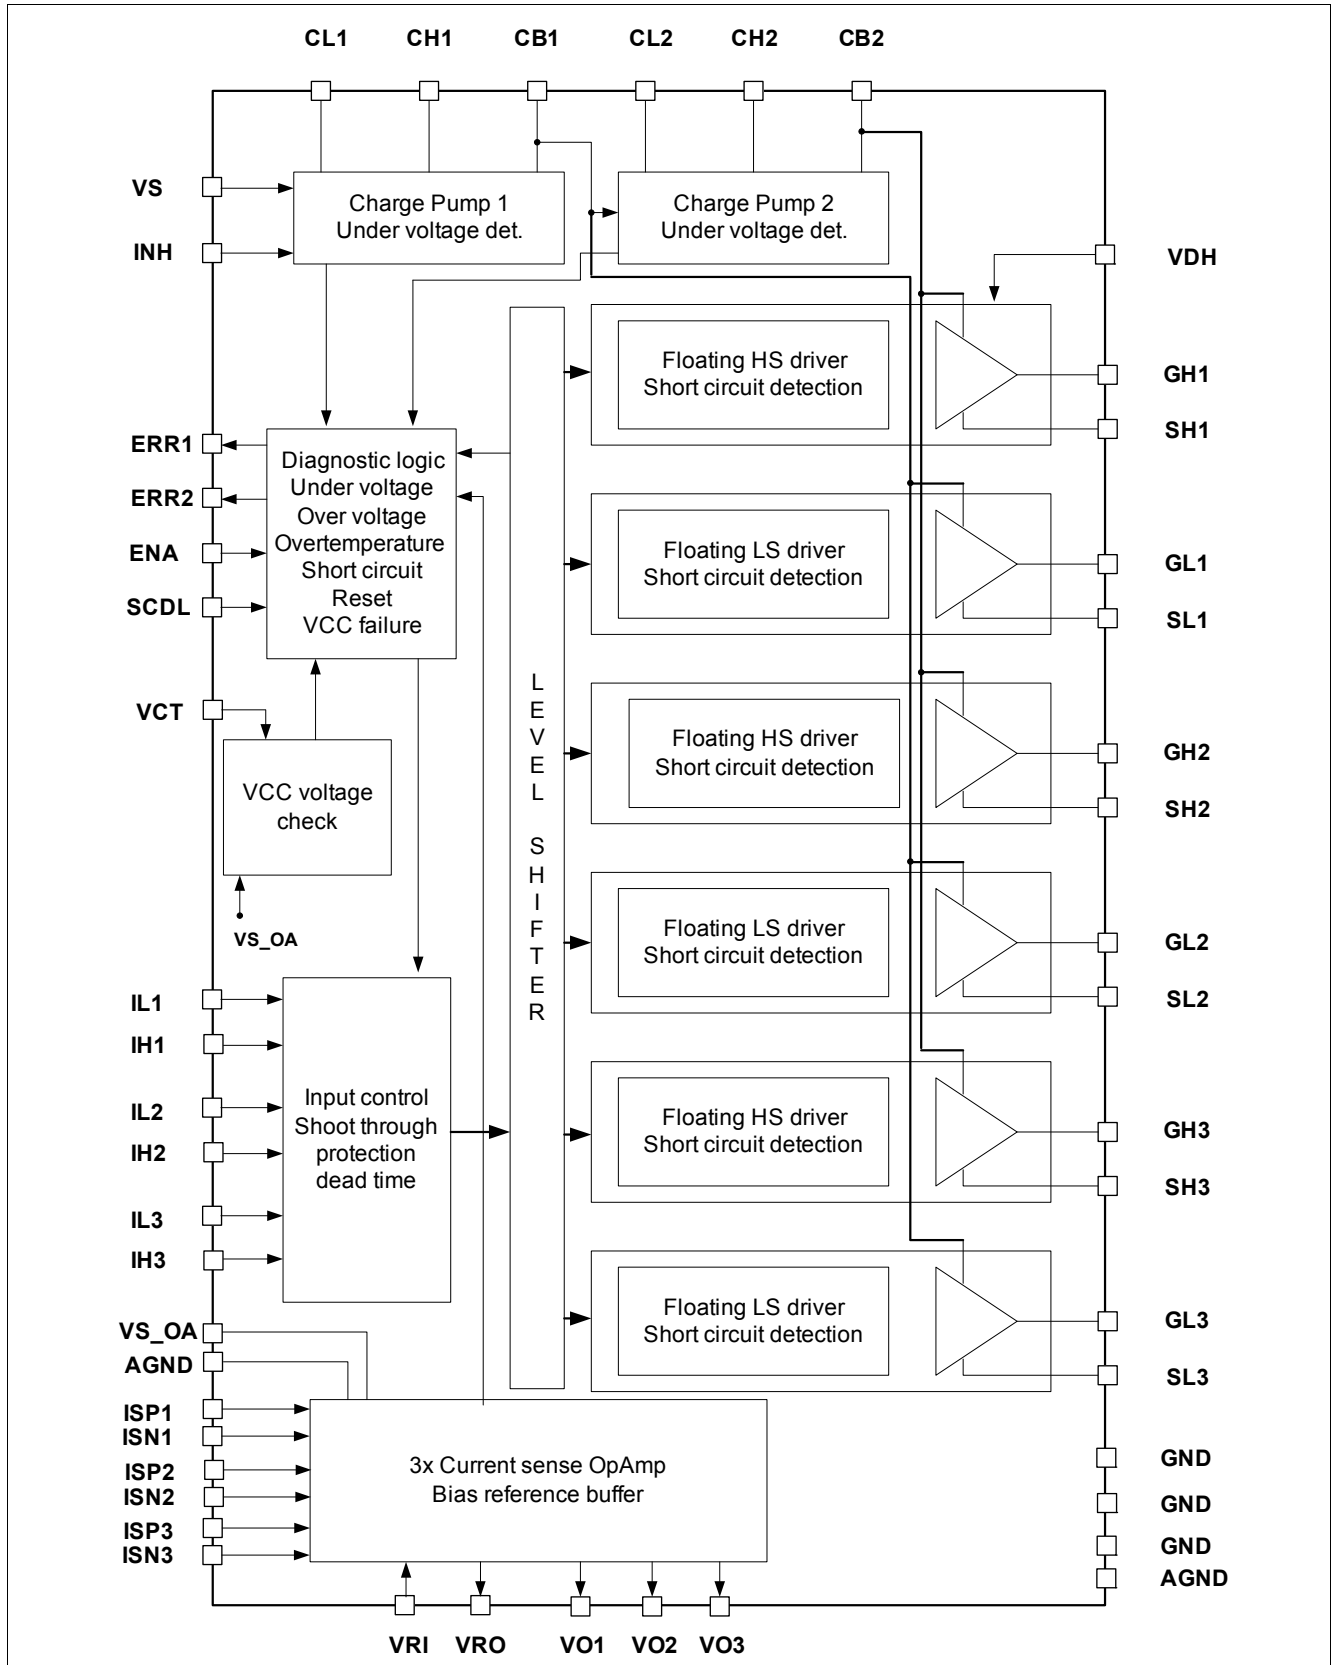 CL1 CH1 CB1 CL2 CH2 CB2
VS
INH
Charge Pump 1
Under voltage det.
Charge Pump 2
Under voltage det.
VDH
Floating HS driver
Short circuit detection
GH1
SH1
ERR1
ERR2
ENA
SCDL
Diagnostic logic
Under voltage
Over voltage
Overtemperature
Short circuit
Reset
VCC failure
Floating LS driver
Short circuit detection
GL1
SL1
VCT
VCC voltage
check
VS_OA
LEVEL SHIFTER
Floating HS driver
Short circuit detection
GH2
SH2
Floating LS driver
Short circuit detection
GL2
SL2
IL1
IH1
IL2
IH2
IL3
IH3
Input control
Shoot through
protection
dead time
Floating HS driver
Short circuit detection
GH3
SH3
Floating LS driver
Short circuit detection
GL3
SL3
VS_OA
AGND
ISP1
ISN1
ISP2
ISN2
ISP3
ISN3
3x Current sense OpAmp
Bias reference buffer
GND
GND
GND
AGND
VRI VRO VO1 VO2 VO3